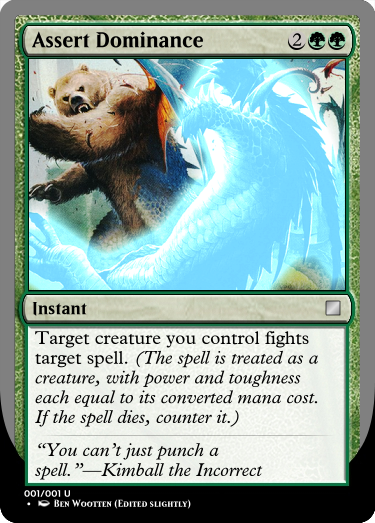 Assert Dominance 2
Instant
Target creature you control fights
target spell. (The spell is treated as a
creature, with power and toughness
each equal to its converted mana cost.
If the spell dies, counter it.)
“You can’t just punch a
spell.”—Kimball the Incorrect
001/001 U
• Ben Wootten (Edited slightly)